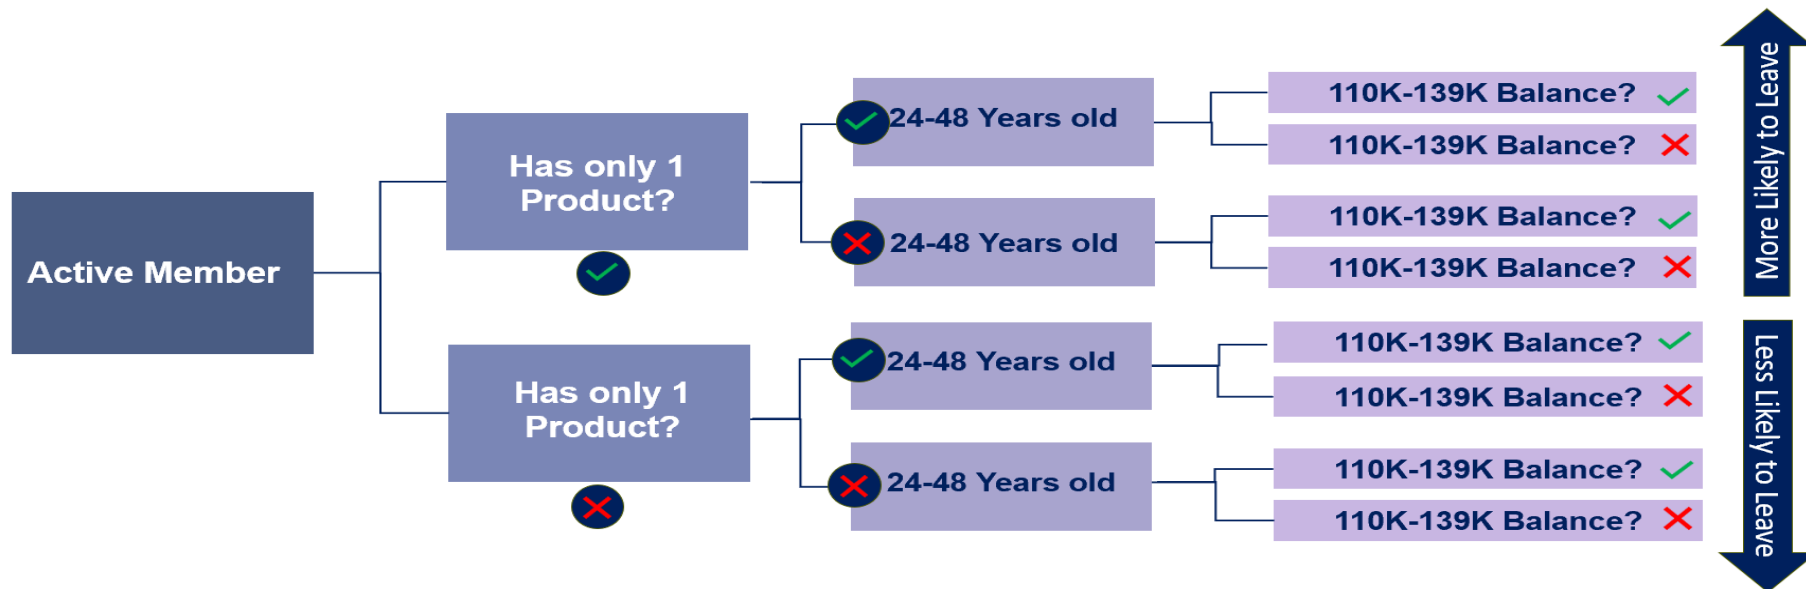 Active Member
Has only 1
Product?
Has only 1
Product?
24-48 Years old
24-48 Years old
24-48 Years old
24-48 Years old
110K-139K Balance?
110K-139K Balance?
110K-139K Balance?
110K-139K Balance?
110K-139K Balance?
110K-139K Balance?
110K-139K Balance?
110K-139K Balance?
More Likely to Leave
Less Likely to Leave